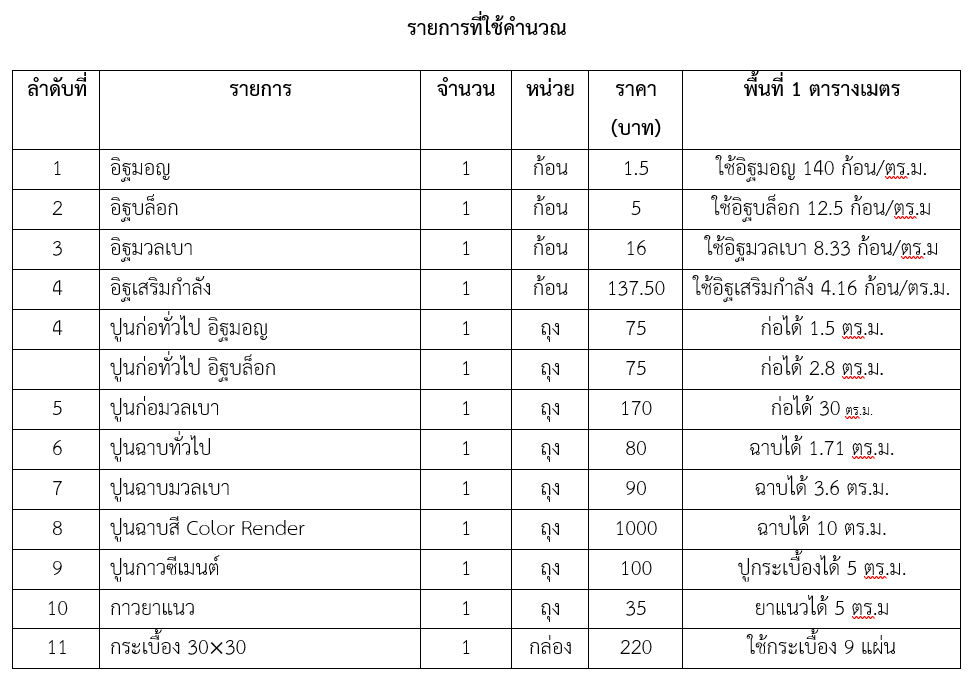 รายการที่ใช้คำนวณ
ลำดับที่ รายการ จำนวน หน่วย ราคา (บาท) พื้นที่ 1 ตารางเมตร
1 อิฐมอญ 1 ก้อน 1.5 ใช้อิฐมอญ 140 ก้อน/ตร.ม.
2 อิฐบล็อก 1 ก้อน 5 ใช้อิฐบล็อก 12.5 ก้อน/ตร.ม
3 อิฐมวลเบา 1 ก้อน 16 ใช้อิฐมวลเบา 8.33 ก้อน/ตร.ม
4 อิฐเสริมกำลัง 1 ก้อน 137.50 ใช้อิฐเสริมกำลัง 4.16 ก้อน/ตร.ม.
4 ปูนก่อทั่วไป อิฐมอญ 1 ถุง 75 ก่อได้ 1.5 ตร.ม.
ปูนก่อทั่วไป อิฐบล็อก 1 ถุง 75 ก่อได้ 2.8 ตร.ม.
5 ปูนก่อมวลเบา 1 ถุง 170 ก่อได้ 30 ตร.ม.
6 ปูนฉาบทั่วไป 1 ถุง 80 ฉาบได้ 1.71 ตร.ม.
7 ปูนฉาบมวลเบา 1 ถุง 90 ฉาบได้ 3.6 ตร.ม.
8 ปูนฉาบสี Color Render 1 ถุง 1000 ฉาบได้ 10 ตร.ม.
9 ปูนกาวซีเมนต์ 1 ถุง 100 ปูกระเบื้องได้ 5 ตร.ม.
10 กาวยาแนว 1 ถุง 35 ยาแนวได้ 5 ตร.ม
11 กระเบื้อง 30×30 1 กล่อง 220 ใช้กระเบื้อง 9 แผ่น